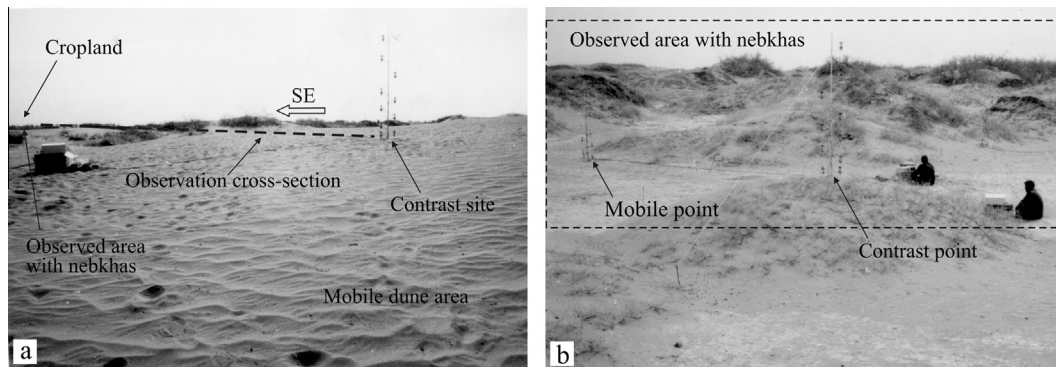 Cropland
SE
Observation cross-section
Contrast site
Observed area
with nebkhas
Mobile dune area
a
Observed area with nebkhas
Mobile point
Contrast point
b